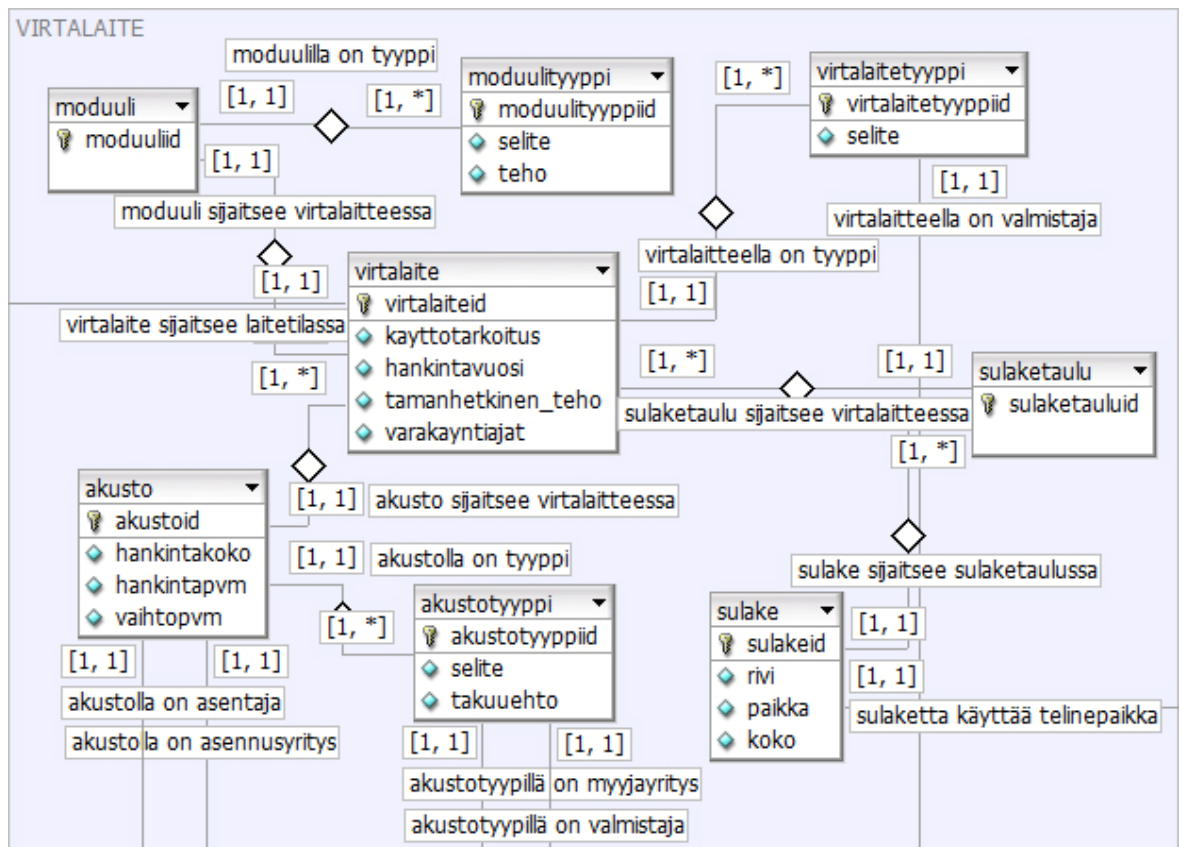 VIRTALAITE
moduulilla on tyyppi
[1, 1]
[1, *]
moduuli
moduuliid
moduulityyppi
moduulityyppiid
selite
teho
[1, *]
virtalaitetyyppi
virtalaitetyyppiid
selite
[1, 1]
moduuli sijaitsee virtalaitteessa
[1, 1]
virtalaitteella on valmistaja
virtalaitteella on tyyppi
[1, 1]
[1, 1]
virtalaite sijaitsee laitetilassa
[1, *]
virtalaite
virtalaiteid
kayttotarkoitus
hankintavuosi
tamanhetkinen_teho
varakayntiajat
[1, *]
[1, 1]
sulaketaulu sijaitsee virtalaitteessa
sulaketaulu
sulaketauluid
[1, *]
akusto
akustoid
hankintakoko
hankintapvm
vaihtopvm
[1, 1]
akusto sijaitsee virtalaitteessa
[1, 1]
akustolla on tyyppi
[1, *]
sulake sijaitsee sulaketaulussa
akustotyyppi
akustotyyppiid
selite
takuuehto
sulake
sulakeid
rivi
paikka
koko
[1, 1]
[1, 1]
sulaketta käyttää telinepaikka
[1, 1]
[1, 1]
akustolla on asentaja
akustolla on asennusyritys
[1, 1]
[1, 1]
akustotyypillä on myyjayritys
akustotyypillä on valmistaja